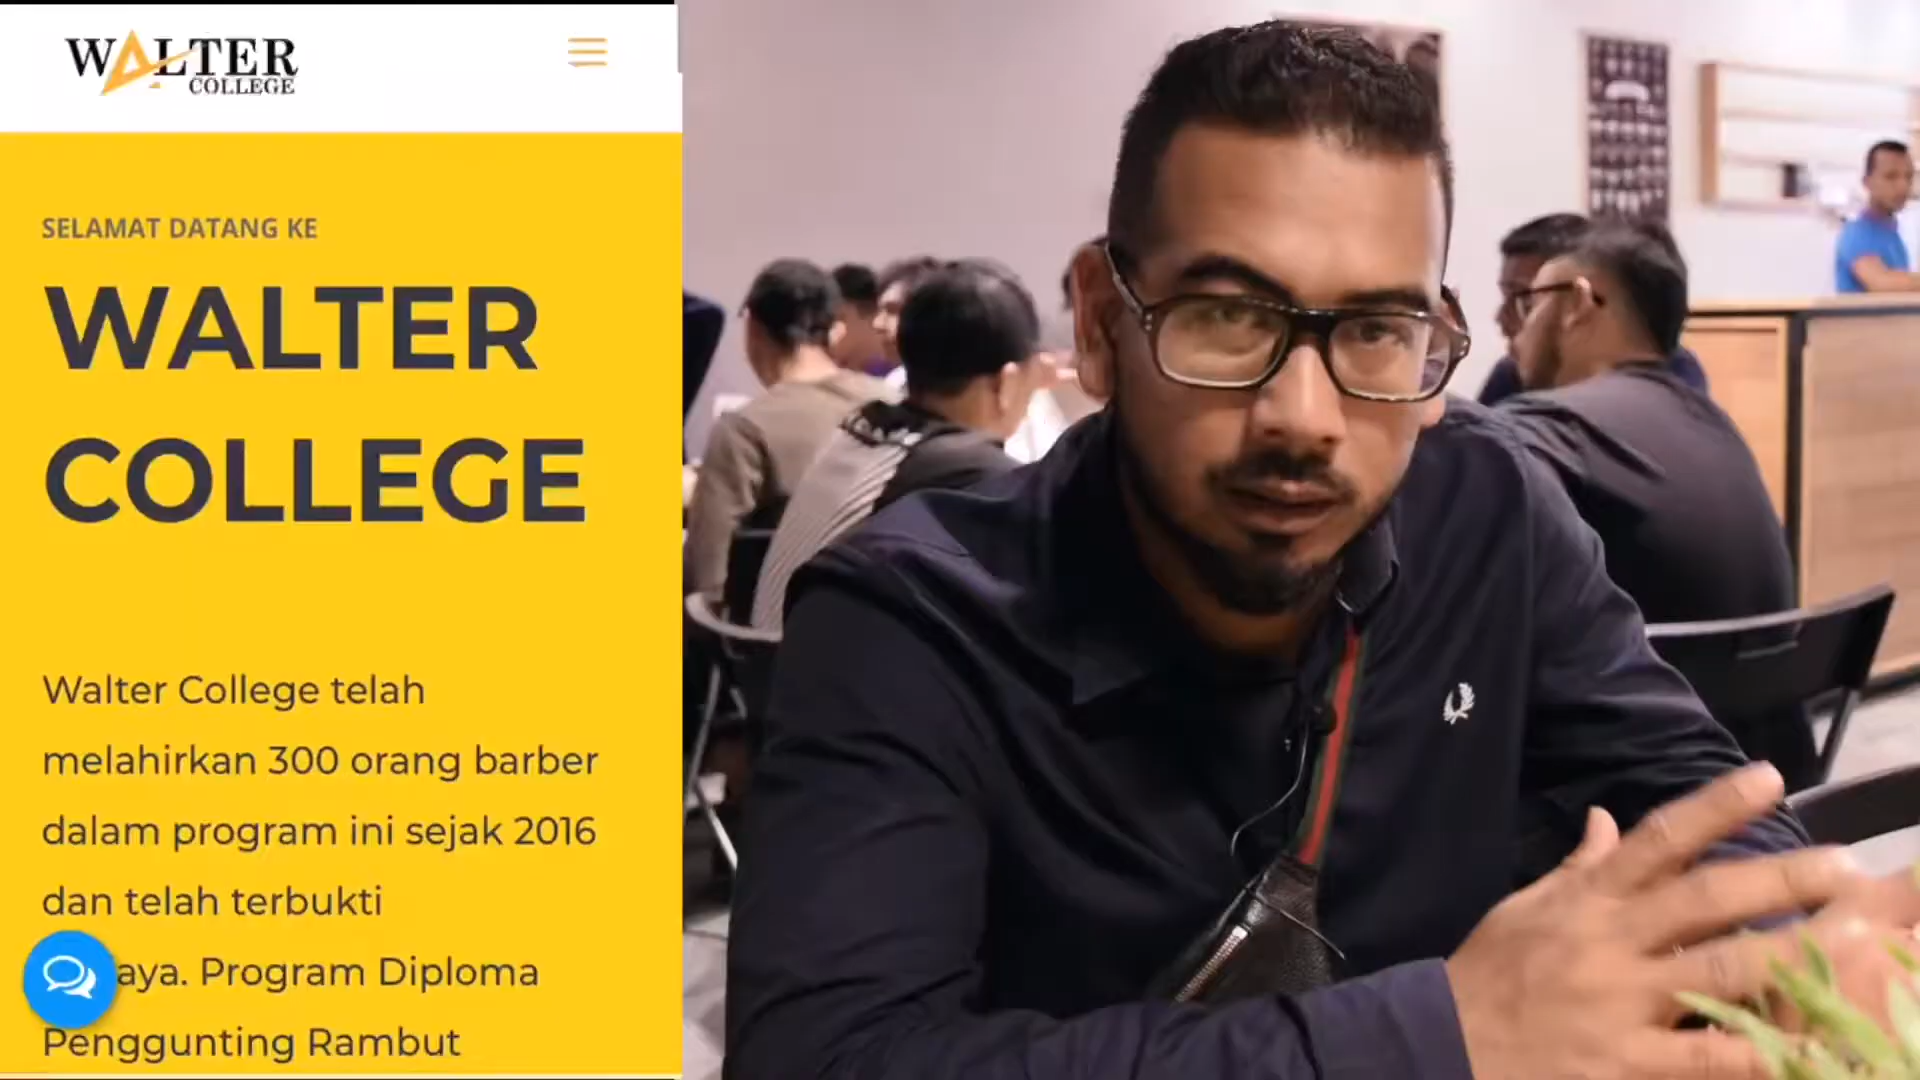 WALTER
COLLEGE
SELAMAT DATANG KE
WALTER
COLLEGE
Walter College telah
melahirkan 300 orang barber
dalam program ini sejak 2016
dan telah terbukti
aya. Program Diploma
Penggunting Rambut